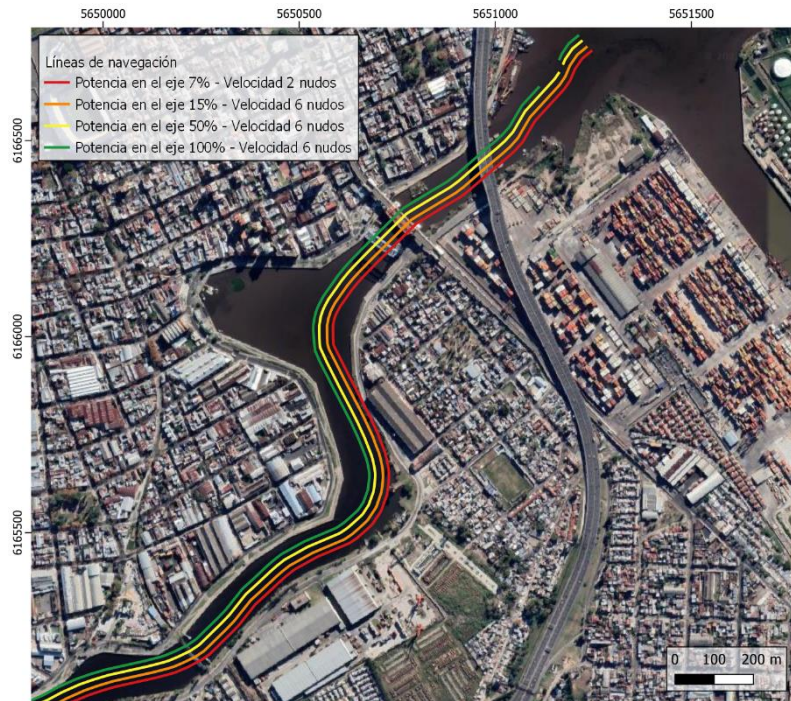 5650000
5650500
5651000
5651500
Líneas de navegación
Potencia en el eje 7% - Velocidad 2 nudos
Potencia en el eje 15% - Velocidad 6 nudos
Potencia en el eje 50% - Velocidad 6 nudos
Potencia en el eje 100% - Velocidad 6 nudos
6166500
6166000
6165500
0 100 200 m